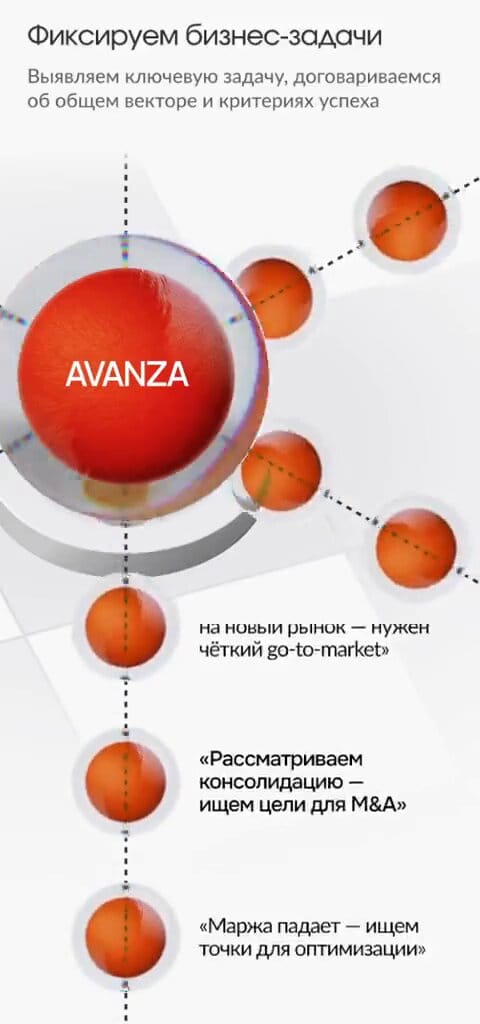 Фиксируем бизнес-задачи
Выявляем ключевую задачу, договариваемся
об общем векторе и критериях успеха
AVANZA
на новый рынок — нужен
чёткий go-to-market»
«Рассматриваем
консолидацию —
ищем цели для M&A»
«Маржа падает — ищем
точки для оптимизации»